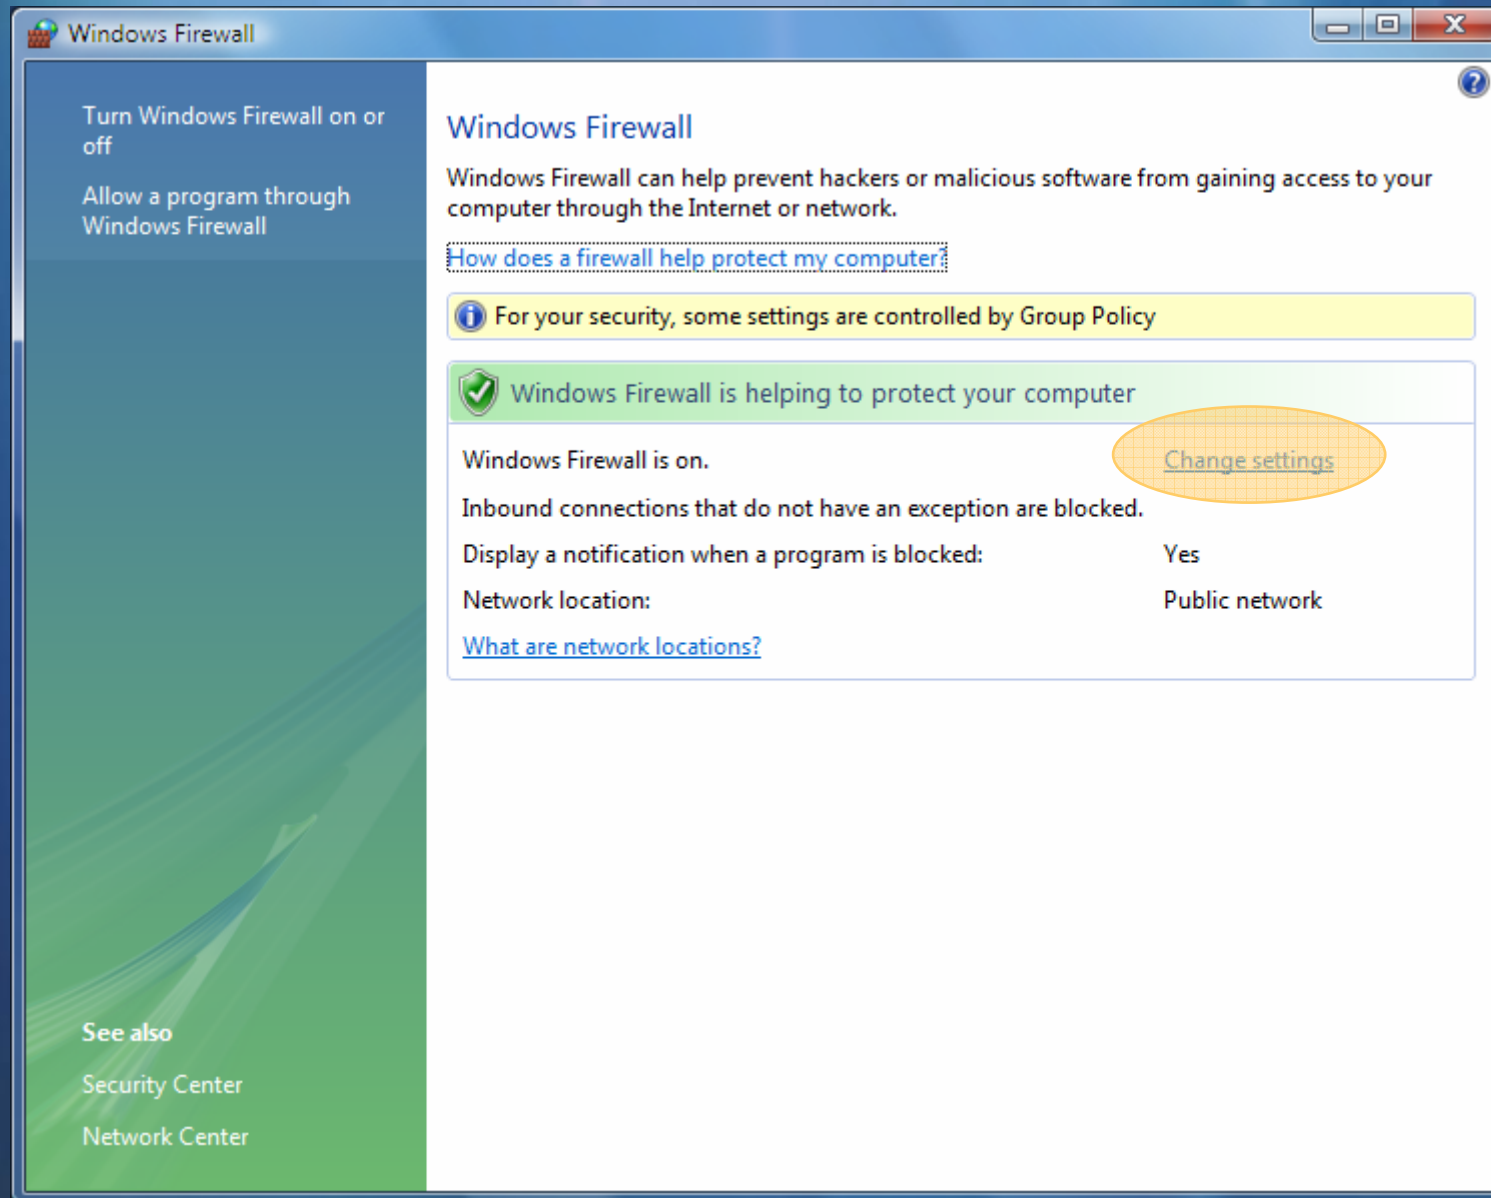 Windows Firewall
Turn Windows Firewall on or
off
Allow a program through
Windows Firewall
See also
Security Center
Network Center
Windows Firewall
Windows Firewall can help prevent hackers or malicious software from gaining access to your
computer through the Internet or network.
How does a firewall help protect my computer?
For your security, some settings are controlled by Group Policy
Windows Firewall is helping to protect your computer
Windows Firewall is on. Change settings
Inbound connections that do not have an exception are blocked.
Display a notification when a program is blocked: Yes
Network location: Public network
What are network locations?